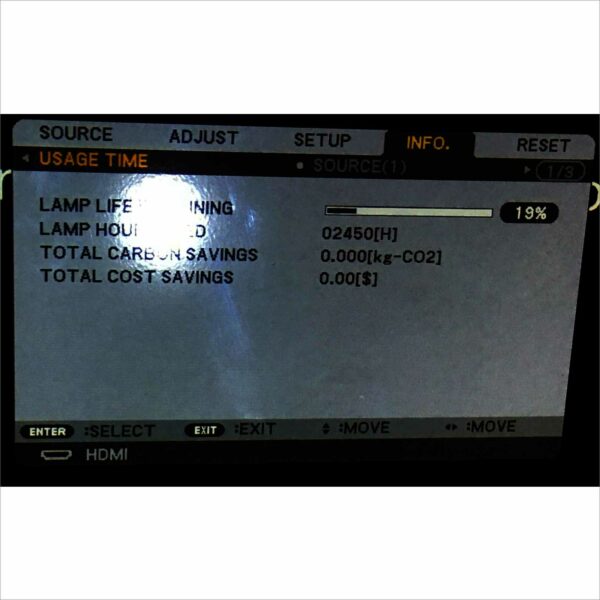 SOURCE ADJUST SETUP INFO. RESET
USAGE TIME SOURCE(1) 1/3
LAMP LIFE 19%
LAMP 02450[H]
TOTAL CARBON SAVINGS 0.000[kg-CO2]
TOTAL COST SAVINGS 0.00[$]
ENTER :SELECT EXIT :EXIT :MOVE :MOVE
HDMI